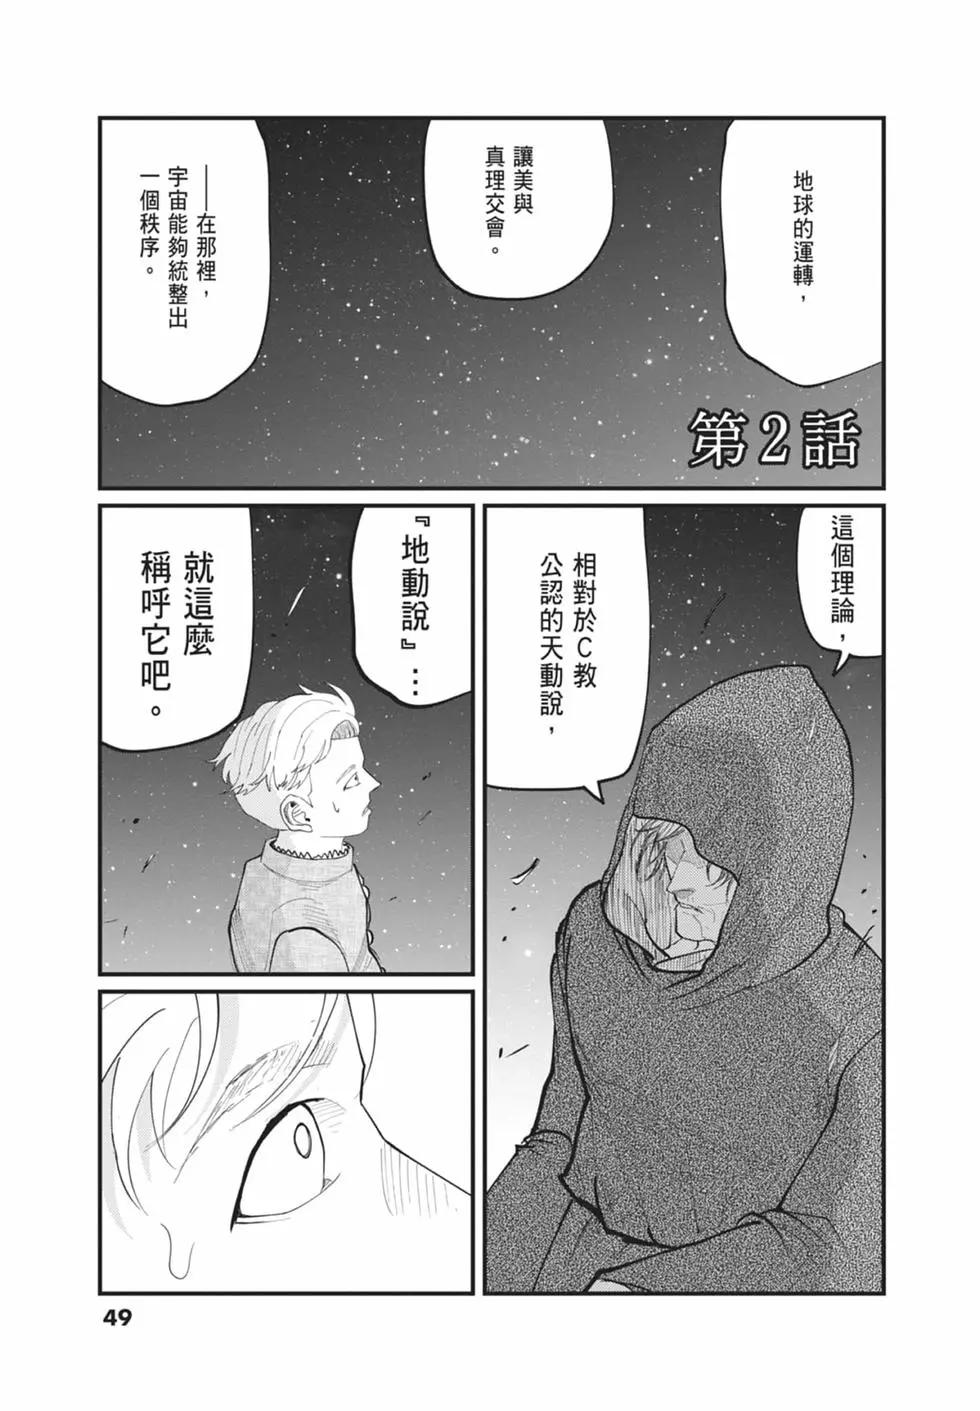 地球的運轉，
讓美與
真理交會。
——在那裡，
宇宙能夠統整出
一個秩序。
第2話
這個理論，
相對於C教
公認的天動說，
『地動說』…
就這麼
稱呼它吧。
49